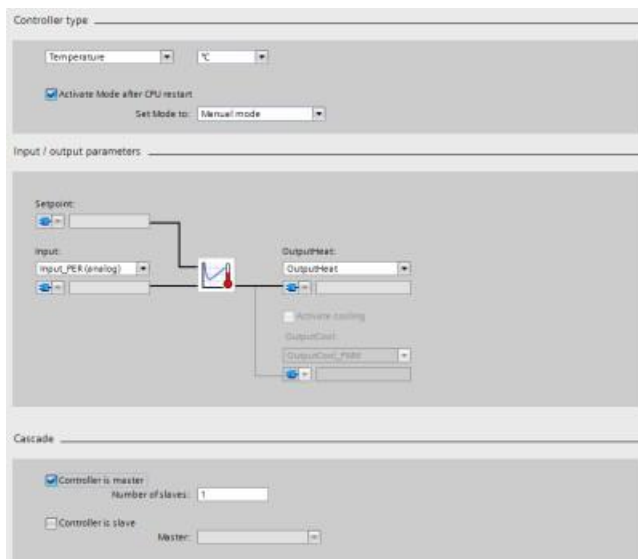 Controller type
Temperature
°C
Activate Mode after CPU restart
Set Mode to: Manual mode
Input / output parameters
Setpoint:
Input:
OutputHeat:
Input_PER (analog)
OutputHeat
Activate cooling
OutputCool:
OutputCool_PWM
Cascade
Controller is master
Number of slaves: 1
Controller is slave
Master: